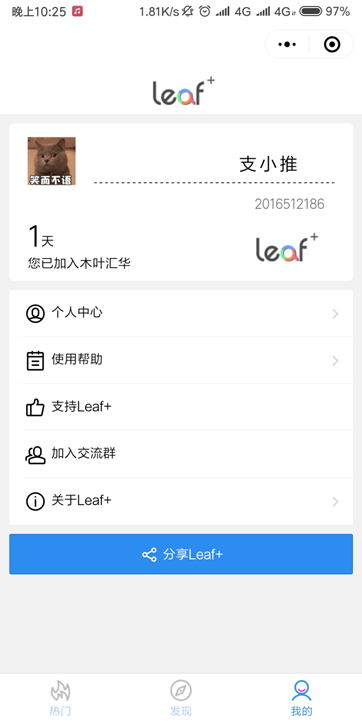 晚上10:25 1.81K/s 4G 4G 97%
leaf+
笑而不语
支小推
2016512186
1天
leaf+
您已加入木叶汇华
个人中心
使用帮助
支持Leaf+
加入交流群
关于Leaf+
分享Leaf+
热门 发现 我的